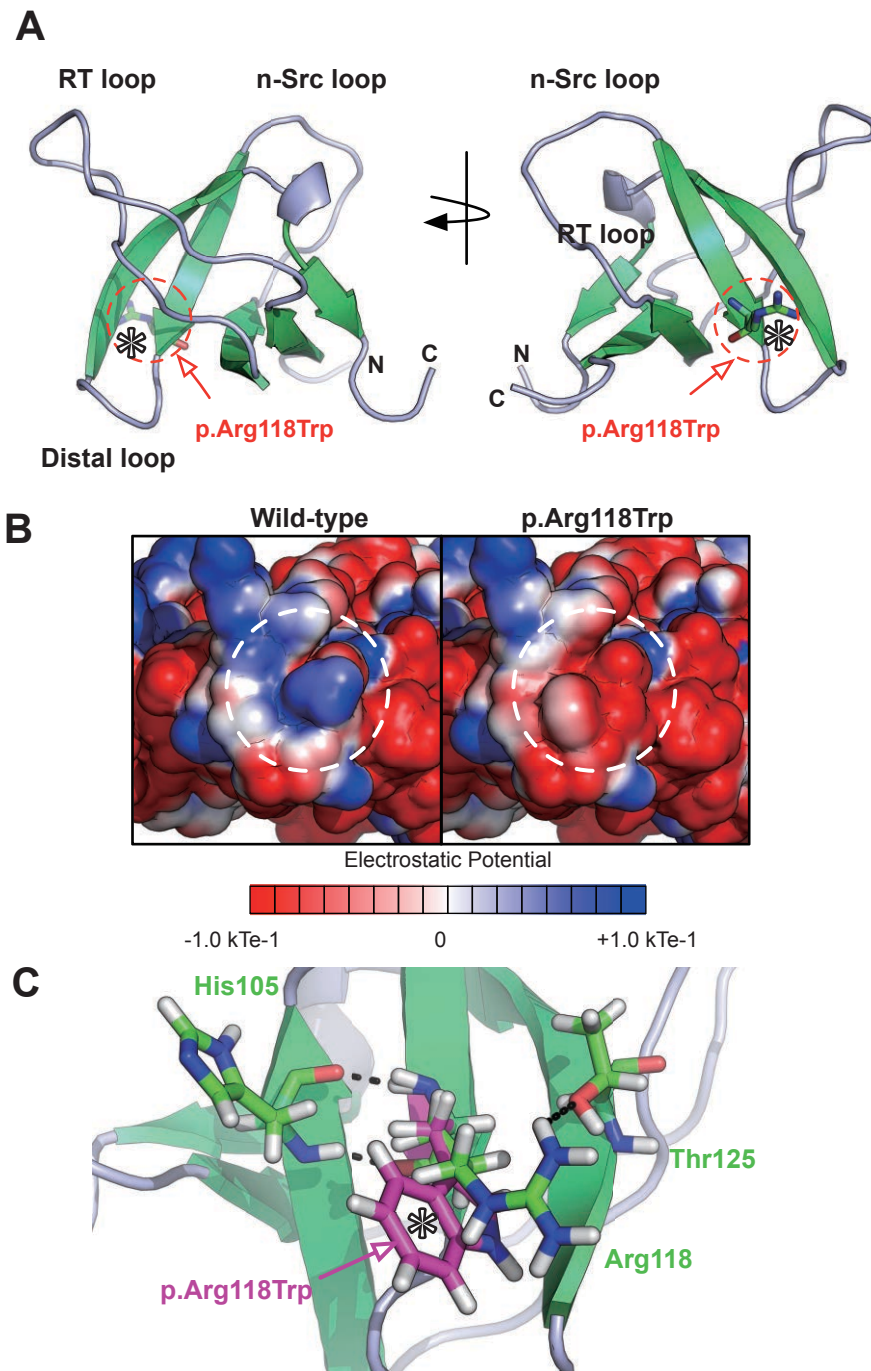 A
RT loop n-Src loop n-Src loop
RT loop
N C
N
C
p.Arg118Trp p.Arg118Trp
Distal loop
B
Wild-type p.Arg118Trp
Electrostatic Potential
-1.0 kTe-1 0 +1.0 kTe-1
C
His105
Thr125
Arg118
p.Arg118Trp